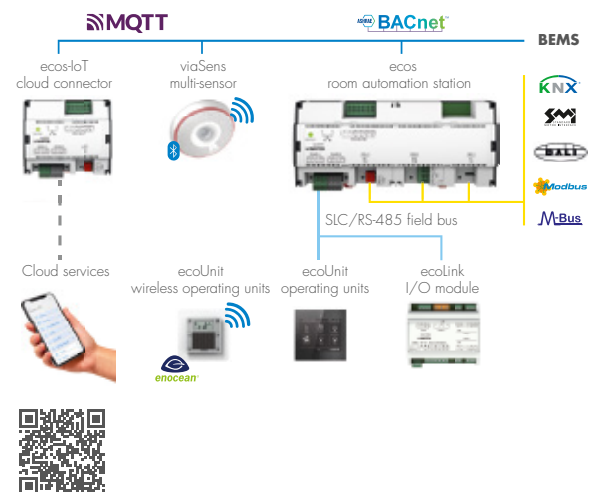 MQTT
BACnet™
BEMS
ecos-IoT
cloud connector
viaSens
multi-sensor
ecos
room automation station
KNX
SMI
DALI
Modbus
M-Bus
SLC/RS-485 field bus
Cloud services
ecoUnit
wireless operating units
ecoUnit
operating units
ecoLink
I/O module
enocean